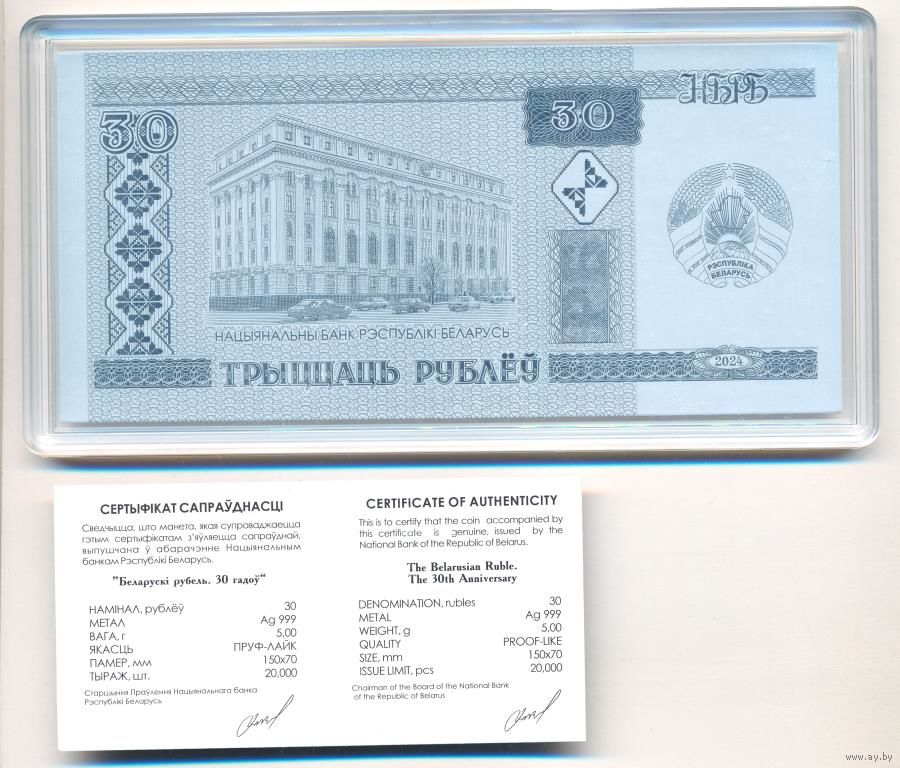 НБРБ
30
30
РЭСПУБЛІКА
БЕЛАРУСЬ
НАЦЫЯНАЛЬНЫ БАНК РЭСПУБЛІКІ БЕЛАРУСЬ
ТРЫЦЦАЦЬ РУБЛЁЎ
2024
СЕРТЫФІКАТ САПРАЎДНАСЦІ
Сведчыцца, што манета, якая суправаджаецца
гэтым сертыфікатам з'яўляецца сапраўднай,
выпушчана ў абарачэнне Нацыянальным
банкам Рэспублікі Беларусь.
"Беларускі рубель. 30 гадоў"
НАМІНАЛ, рублёў 30
МЕТАЛ Ag 999
ВАГА, г 5,00
ЯКАСЦЬ ПРУФ-ЛАЙК
ПАМЕР, мм 150x70
ТЫРАЖ, шт. 20,000
Старшыння Праўлення Нацыянальнага банка
Рэспублікі Беларусь
CERTIFICATE OF AUTHENTICITY
This is to certify that the coin accompanied by
this certificate is genuine, issued by the
National Bank of the Republic of Belarus.
The Belarusian Ruble.
The 30th Anniversary
DENOMINATION, rubles 30
METAL Ag 999
WEIGHT, g 5,00
QUALITY PROOF-LIKE
SIZE, mm 150x70
ISSUE LIMIT, pcs 20,000
Chairman of the Board of the National Bank
of the Republic of Belarus
www.ay.by